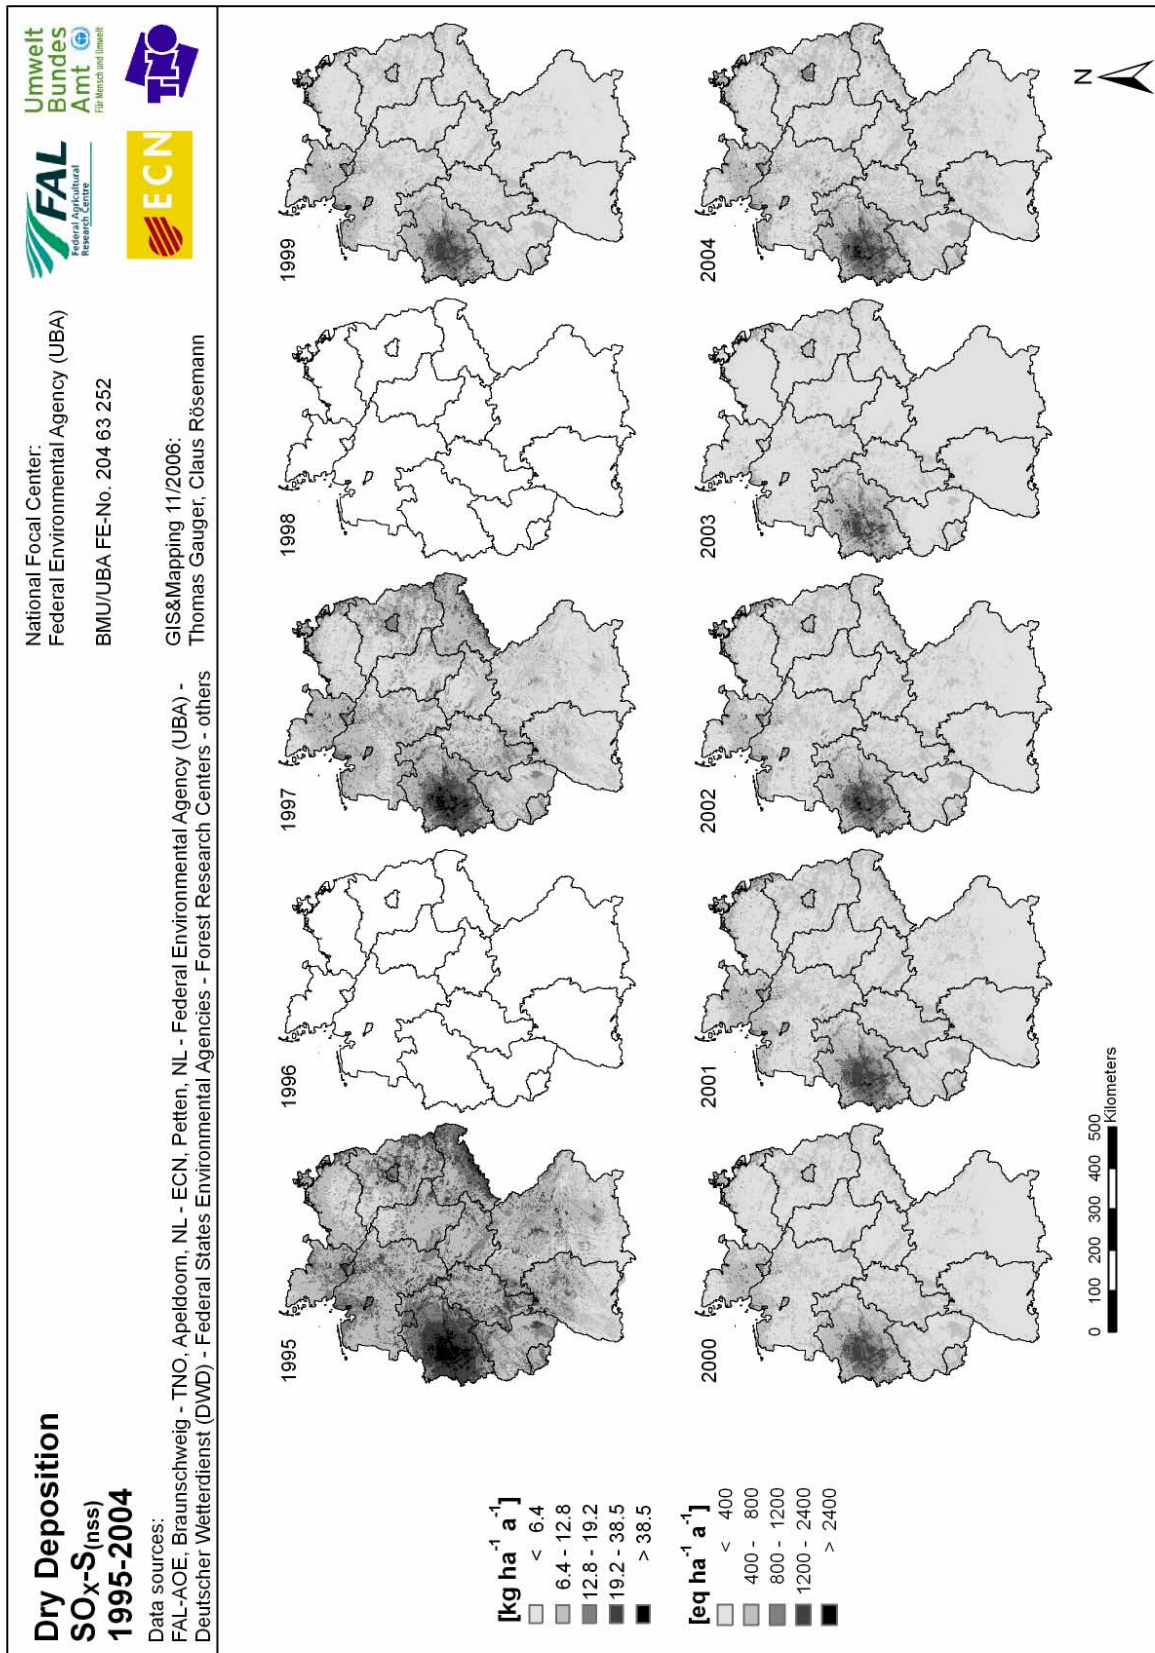 Dry Deposition
SOx-S(nss)
1995-2004
Data sources:
FAL-AOE, Braunschweig - TNO, Apeldoorn, NL - ECN, Petten, NL - Federal Environmental Agency (UBA) -
Deutscher Wetterdienst (DWD) - Federal States Environmental Agencies - Forest Research Centers - others
National Focal Center:
Federal Environmental Agency (UBA)
BMU/UBA FE-No. 204 63 252
GIS&Mapping 11/2006:
Thomas Gauger, Claus Rösemann
FAL
Federal Agricultural
Research Centre
Umwelt
Bundes
Amt
Für Mensch und Umwelt
ECN
TNO
1995
1996
1997
1998
1999
2000
2001
2002
2003
2004
[kg ha-1 a-1]
< 6.4
6.4 - 12.8
12.8 - 19.2
19.2 - 38.5
> 38.5
[eq ha-1 a-1]
< 400
400 - 800
800 - 1200
1200 - 2400
> 2400
0 100 200 300 400 500
Kilometers
N